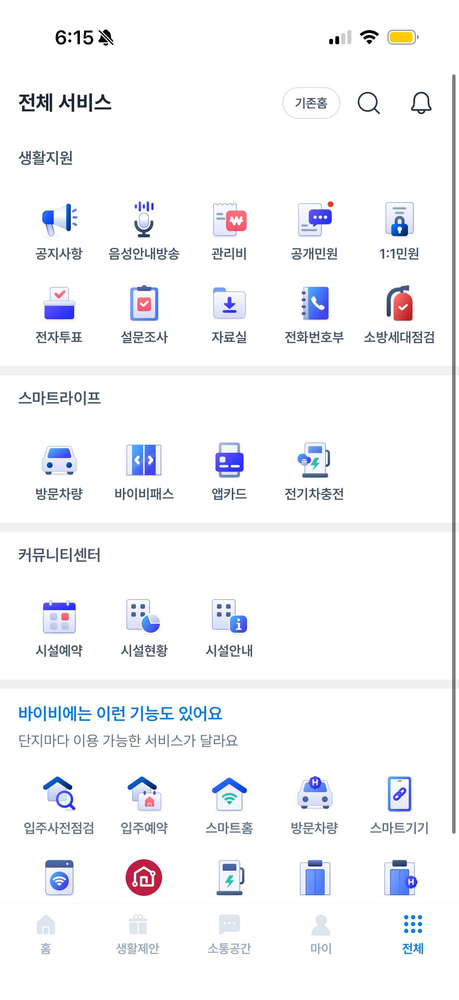 6:15
전체 서비스
기존홈
생활지원
공지사항 음성안내방송 관리비 공개민원 1:1민원
전자투표 설문조사 자료실 전화번호부 소방세대점검
스마트라이프
방문차량 바이비패스 앱카드 전기차충전
커뮤니티센터
시설예약 시설현황 시설안내
바이비에는 이런 기능도 있어요
단지마다 이용 가능한 서비스가 달라요
H
입주사전점검 입주예약 스마트홈 방문차량 스마트기기
H
홈 생활제안 소통공간 마이 전체